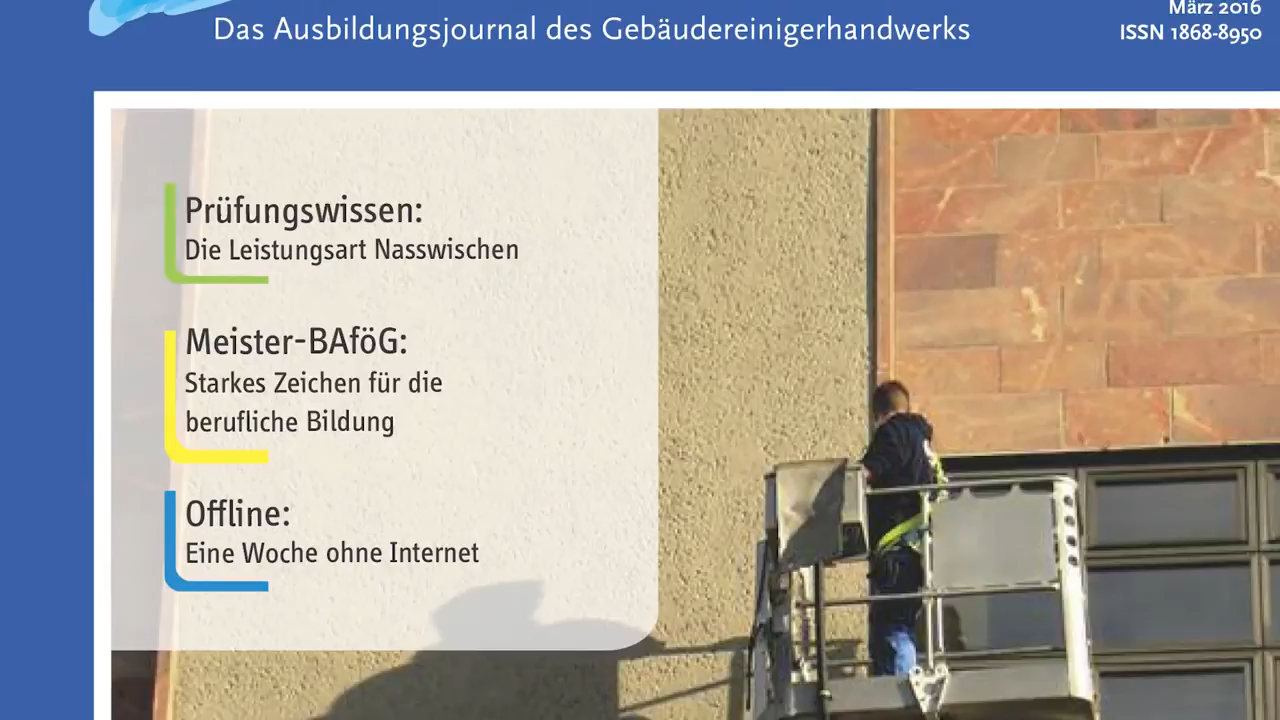 März 2016
Das Ausbildungsjournal des Gebäudereinigerhandwerks
ISSN 1868-8950
Prüfungswissen:
Die Leistungsart Nasswischen
Meister-BAföG:
Starkes Zeichen für die
berufliche Bildung
Offline:
Eine Woche ohne Internet